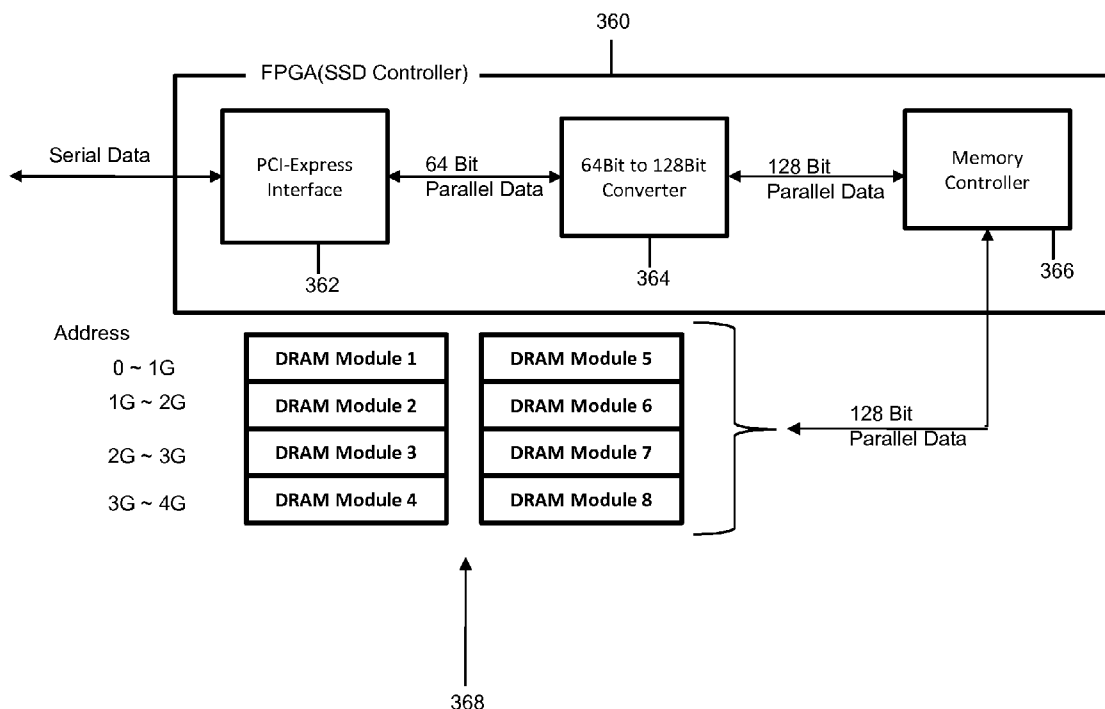 360
FPGA(SSD Controller)
Serial Data
PCI-Express
Interface
64 Bit
Parallel Data
64Bit to 128Bit
Converter
128 Bit
Parallel Data
Memory
Controller
362
364
366
Address
0 ~ 1G
DRAM Module 1
DRAM Module 5
1G ~ 2G
DRAM Module 2
DRAM Module 6
2G ~ 3G
DRAM Module 3
DRAM Module 7
3G ~ 4G
DRAM Module 4
DRAM Module 8
128 Bit
Parallel Data
368